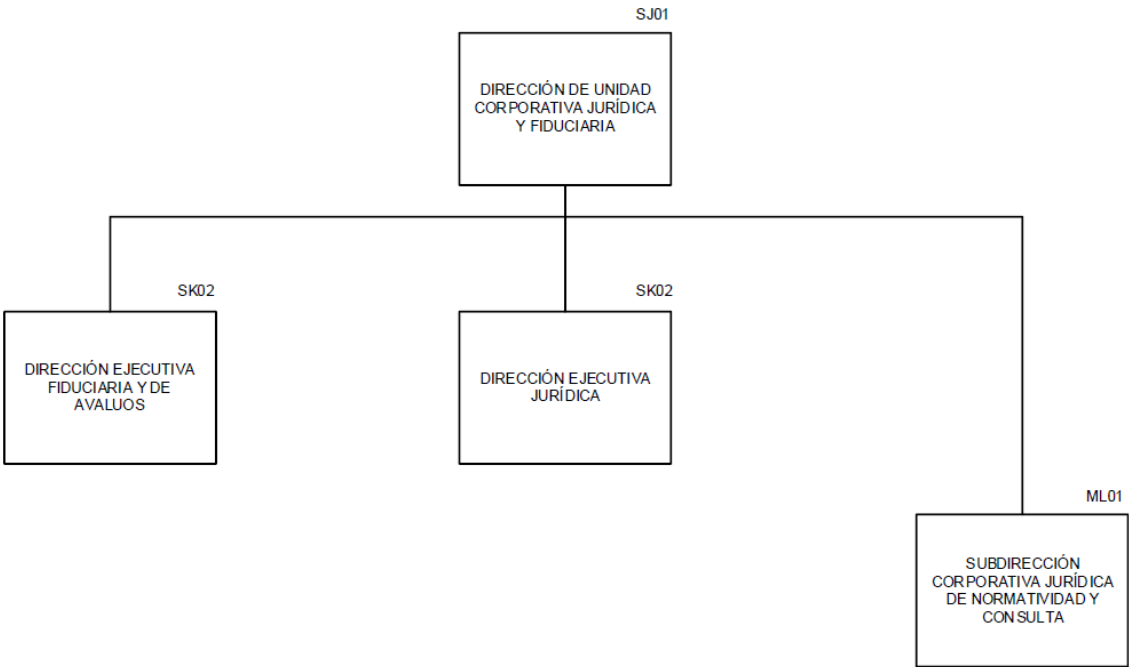 SJ01
DIRECCIÓN DE UNIDAD
CORPORATIVA JURÍDICA
Y FIDUCIARIA
SK02
DIRECCIÓN EJECUTIVA
FIDUCIARIA Y DE
AVALUOS
SK02
DIRECCIÓN EJECUTIVA
JURÍDICA
ML01
SUBDIRECCIÓN
CORPORATIVA JURÍDICA
DE NORMATIVIDAD Y
CONSULTA